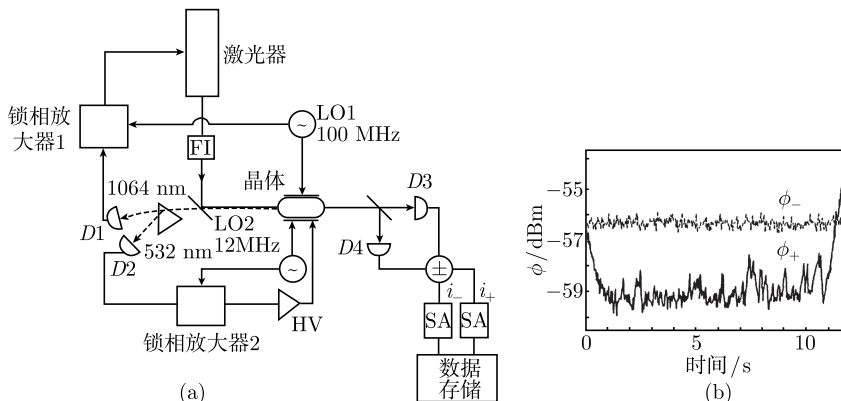 激光器
锁相放
大器1
LO1
100 MHz
FI
1064 nm
晶体
D3
D1
LO2
12MHz
D4
D2
532 nm
±
i₋
i₊
HV
SA
SA
锁相放大器2
数据
存储
(a)
ϕ/dBm
−55
−57
−59
ϕ₋
ϕ₊
0
5
10
时间/s
(b)